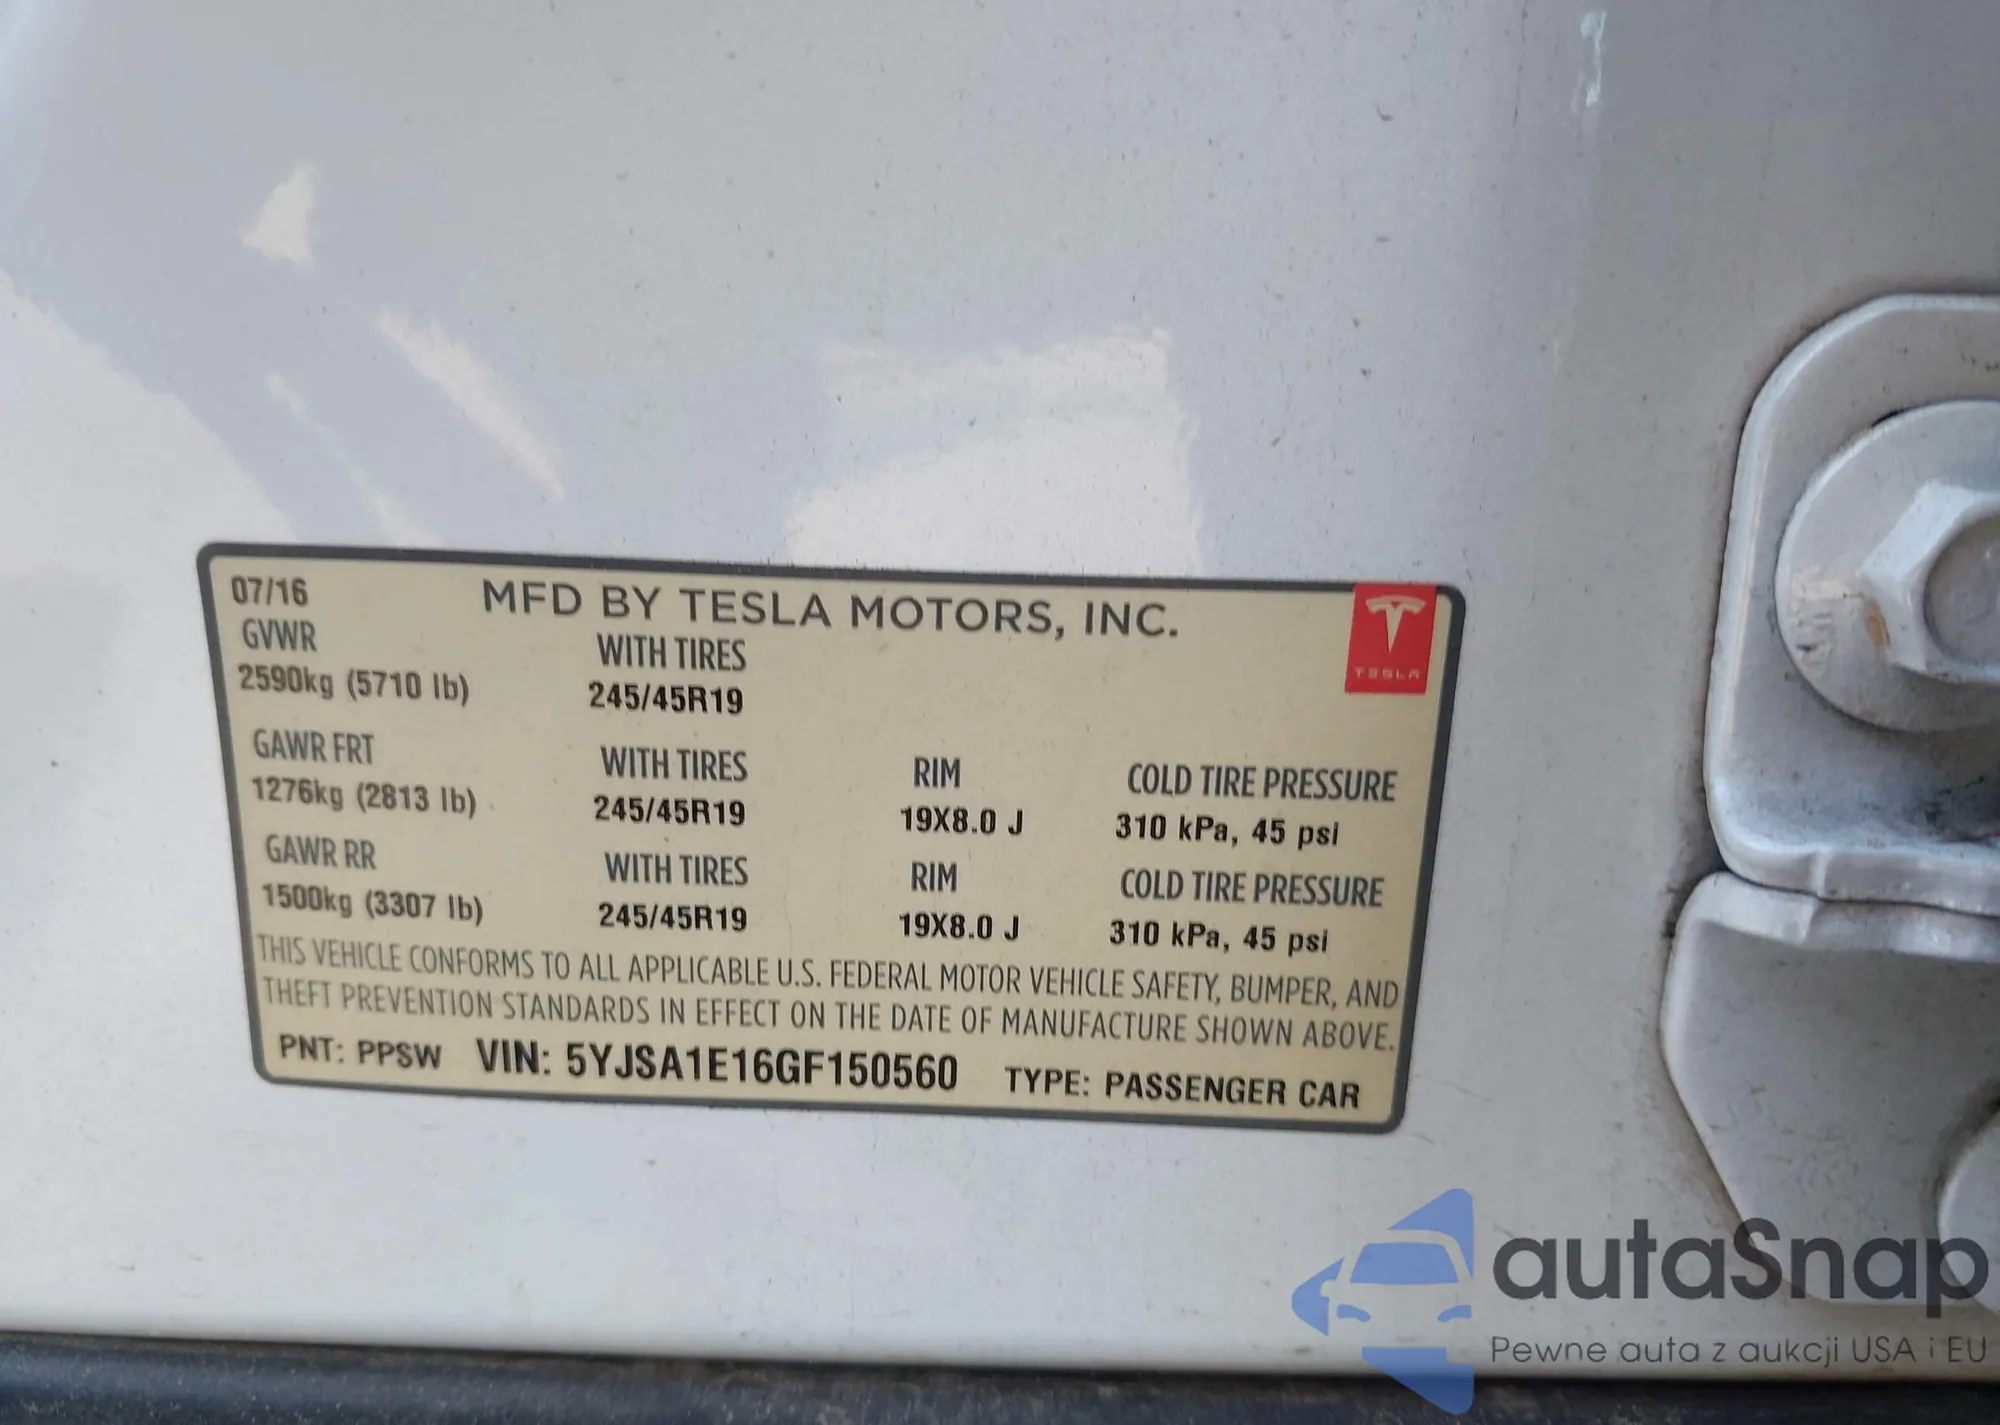 07/16 MFD BY TESLA MOTORS, INC.
TESLA
GVWR WITH TIRES
2590kg (5710 lb) 245/45R19
GAWR FRT WITH TIRES RIM COLD TIRE PRESSURE
1276kg (2813 lb) 245/45R19 19X8.0 J 310 kPa, 45 psi
GAWR RR WITH TIRES RIM COLD TIRE PRESSURE
1500kg (3307 lb) 245/45R19 19X8.0 J 310 kPa, 45 psi
THIS VEHICLE CONFORMS TO ALL APPLICABLE U.S. FEDERAL MOTOR VEHICLE SAFETY, BUMPER, AND
THEFT PREVENTION STANDARDS IN EFFECT ON THE DATE OF MANUFACTURE SHOWN ABOVE.
PNT: PPSW VIN: 5YJSA1E16GF150560 TYPE: PASSENGER CAR
autaSnap
Pewne auta z aukcji USA i EU